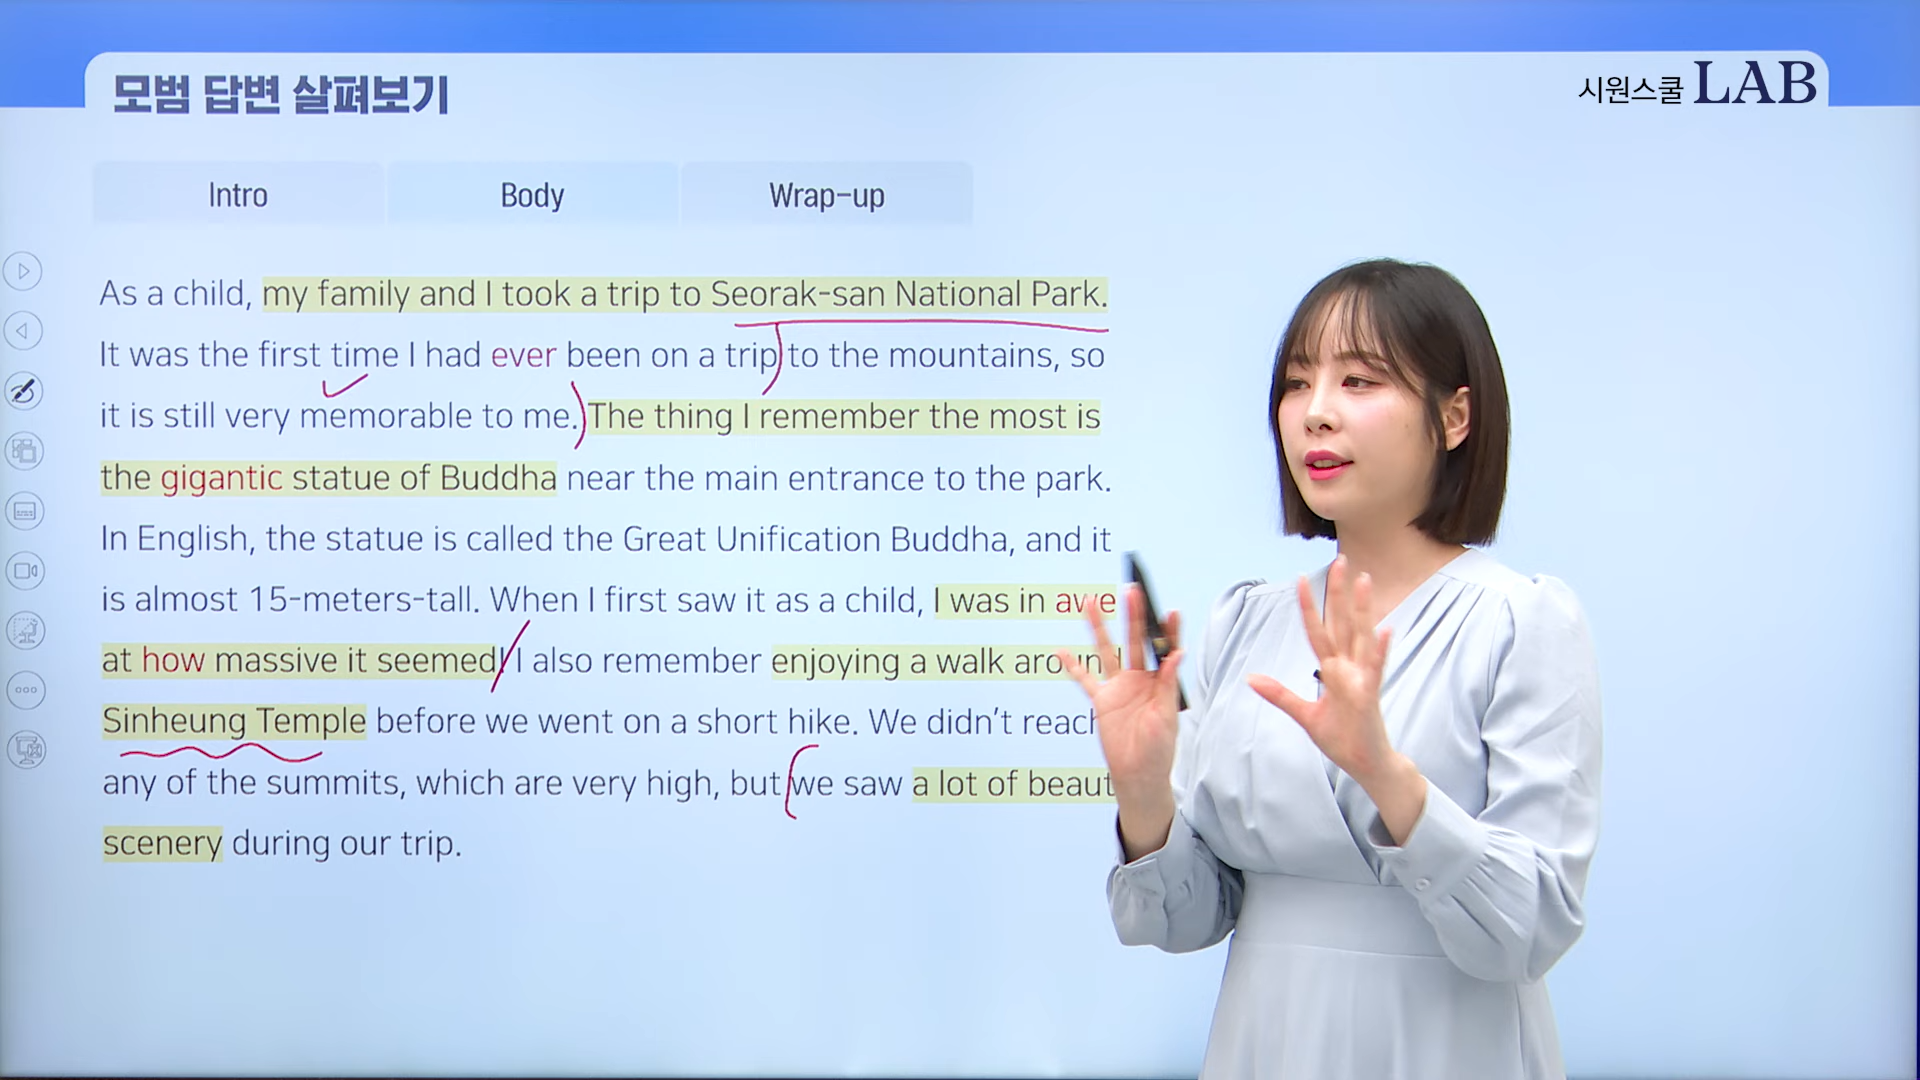 모범 답변 살펴보기
시원스쿨 LAB
Intro
Body
Wrap-up
As a child, my family and I took a trip to Seorak-san National Park.
It was the first time I had ever been on a trip to the mountains, so
it is still very memorable to me. The thing I remember the most is
the gigantic statue of Buddha near the main entrance to the park.
In English, the statue is called the Great Unification Buddha, and it
is almost 15-meters-tall. When I first saw it as a child, I was in awe
at how massive it seemed! I also remember enjoying a walk around
Sinheung Temple before we went on a short hike. We didn't reach
any of the summits, which are very high, but we saw a lot of beaut
scenery during our trip.